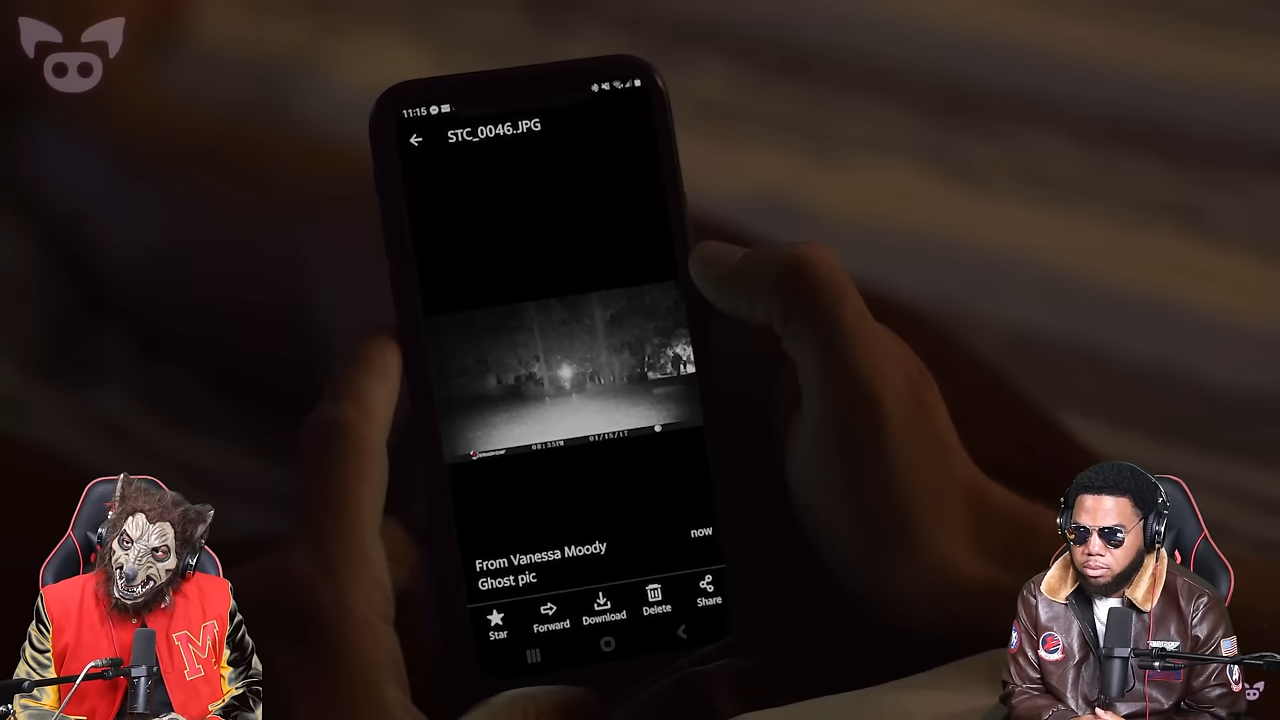 11:15
STC_0046.JPG
08:35PM 01/15/17
now
From Vanessa Moody
Ghost pic
Star
Forward
Download
Delete
Share
M